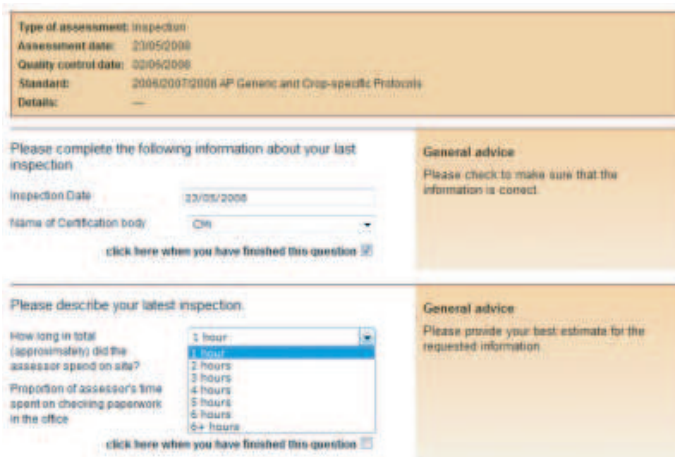 Type of assessment: Inspection
Assessment date: 23/05/2008
Quality control date: 02/06/2008
Standard: 2006/2007/2008 AP Generic and Crop-specific Protocols
Details: ---
Please complete the following information about your last
inspection
Inspection Date 23/05/2008
Name of Certification body CMi
click here when you have finished this question
General advice
Please check to make sure that the
information is correct
Please describe your latest inspection
How long in total
(approximately) did the
assessor spend on site?
1 hour
1 hour
2 hours
3 hours
4 hours
5 hours
6 hours
6+ hours
Proportion of assessor's time
spent on checking paperwork
in the office
click here when you have finished this question
General advice
Please provide your best estimate for the
requested information